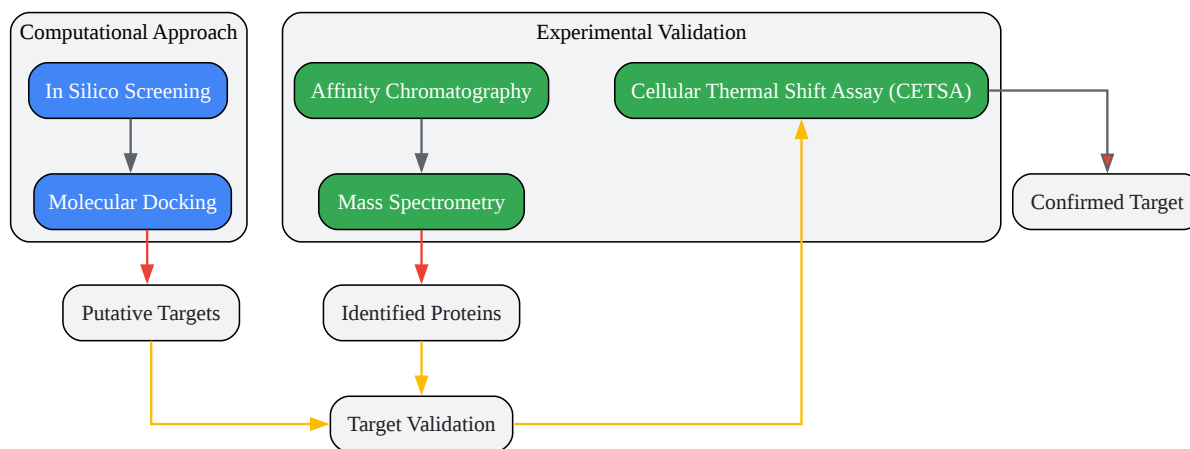 Computational Approach
Experimental Validation
In Silico Screening
Affinity Chromatography
Cellular Thermal Shift Assay (CETSA)
Molecular Docking
Mass Spectrometry
Confirmed Target
Putative Targets
Identified Proteins
Target Validation